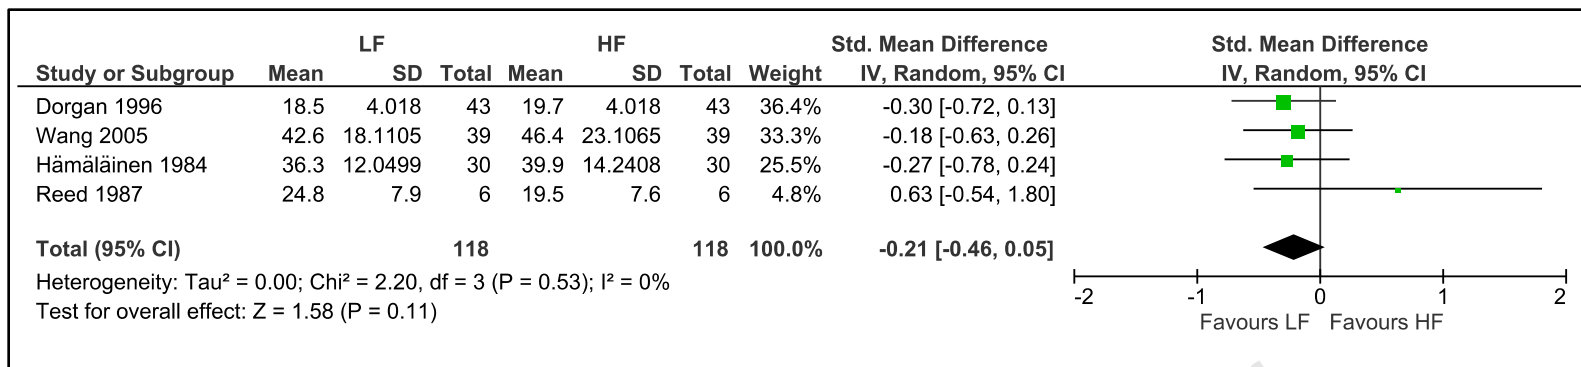 LF HF Std. Mean Difference Std. Mean Difference
Study or Subgroup Mean SD Total Mean SD Total Weight IV, Random, 95% CI IV, Random, 95% CI
Dorgan 1996 18.5 4.018 43 19.7 4.018 43 36.4% -0.30 [-0.72, 0.13]
Wang 2005 42.6 18.1105 39 46.4 23.1065 39 33.3% -0.18 [-0.63, 0.26]
Hämäläinen 1984 36.3 12.0499 30 39.9 14.2408 30 25.5% -0.27 [-0.78, 0.24]
Reed 1987 24.8 7.9 6 19.5 7.6 6 4.8% 0.63 [-0.54, 1.80]
Total (95% CI) 118 118 100.0% -0.21 [-0.46, 0.05]
Heterogeneity: Tau² = 0.00; Chi² = 2.20, df = 3 (P = 0.53); I² = 0%
Test for overall effect: Z = 1.58 (P = 0.11)
-2 -1 0 1 2
Favours LF Favours HF